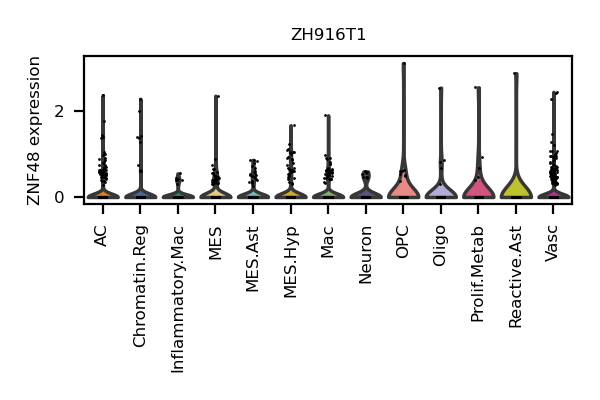 ZH916T1
ZNF48 expression
2
0
AC
Chromatin.Reg
Inflammatory.Mac
MES
MES.Ast
MES.Hyp
Mac
Neuron
OPC
Oligo
Prolif.Metab
Reactive.Ast
Vasc